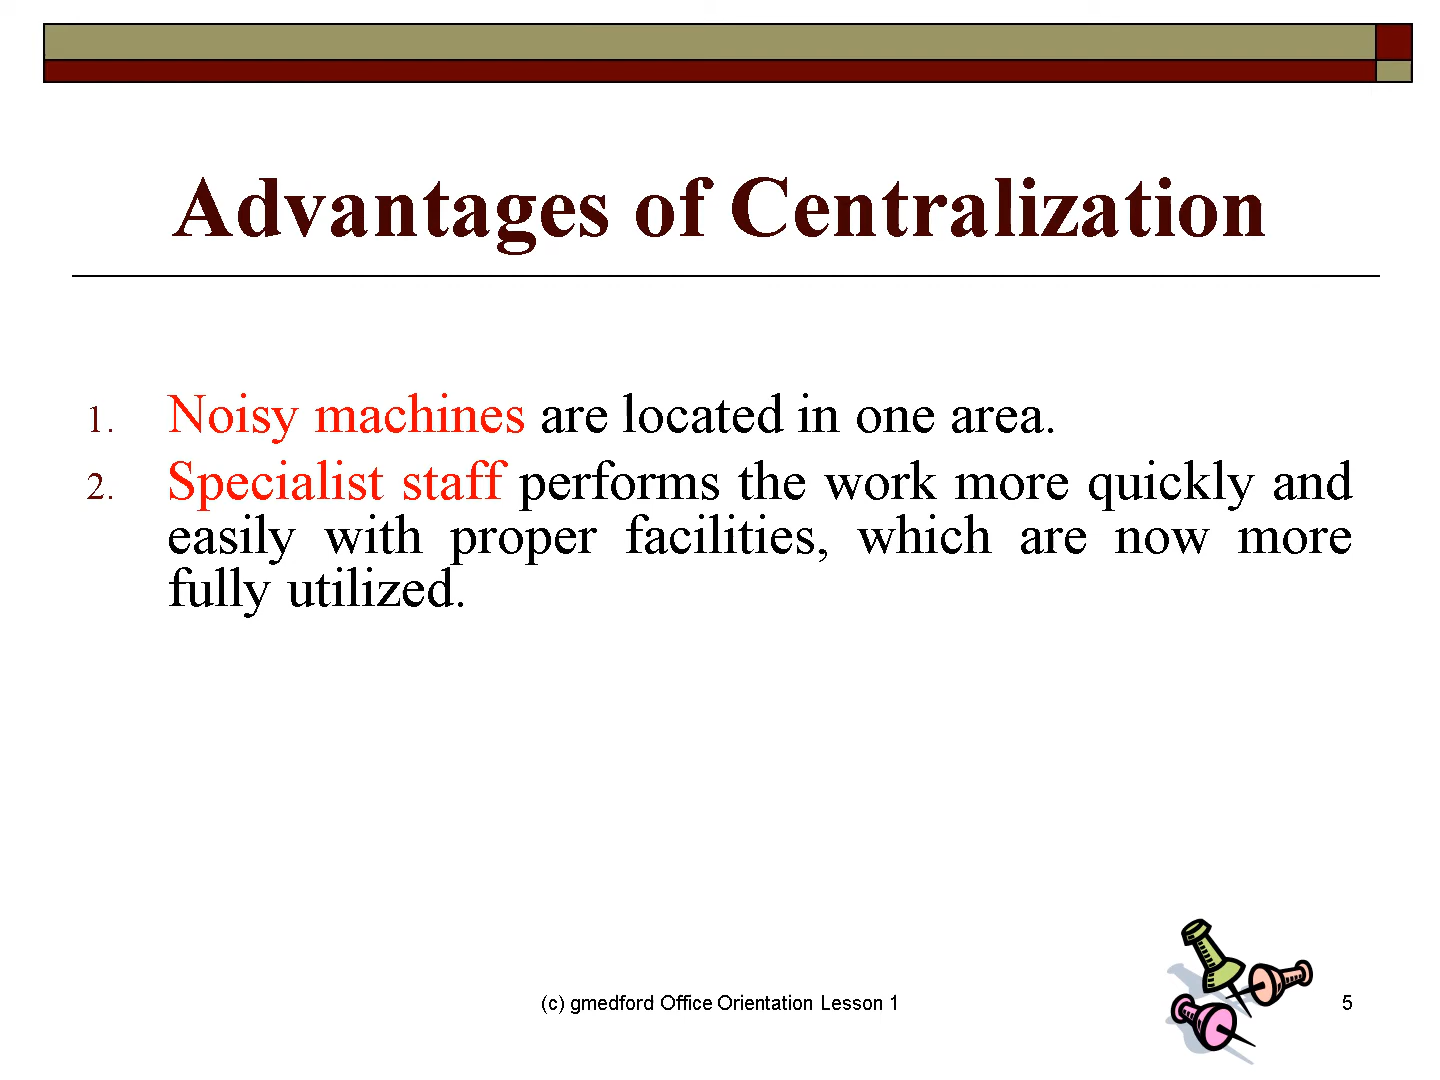 Advantages of Centralization
1. Noisy machines are located in one area.
2. Specialist staff performs the work more quickly and
easily with proper facilities, which are now more
fully utilized.
(c) gmedford Office Orientation Lesson 1
5